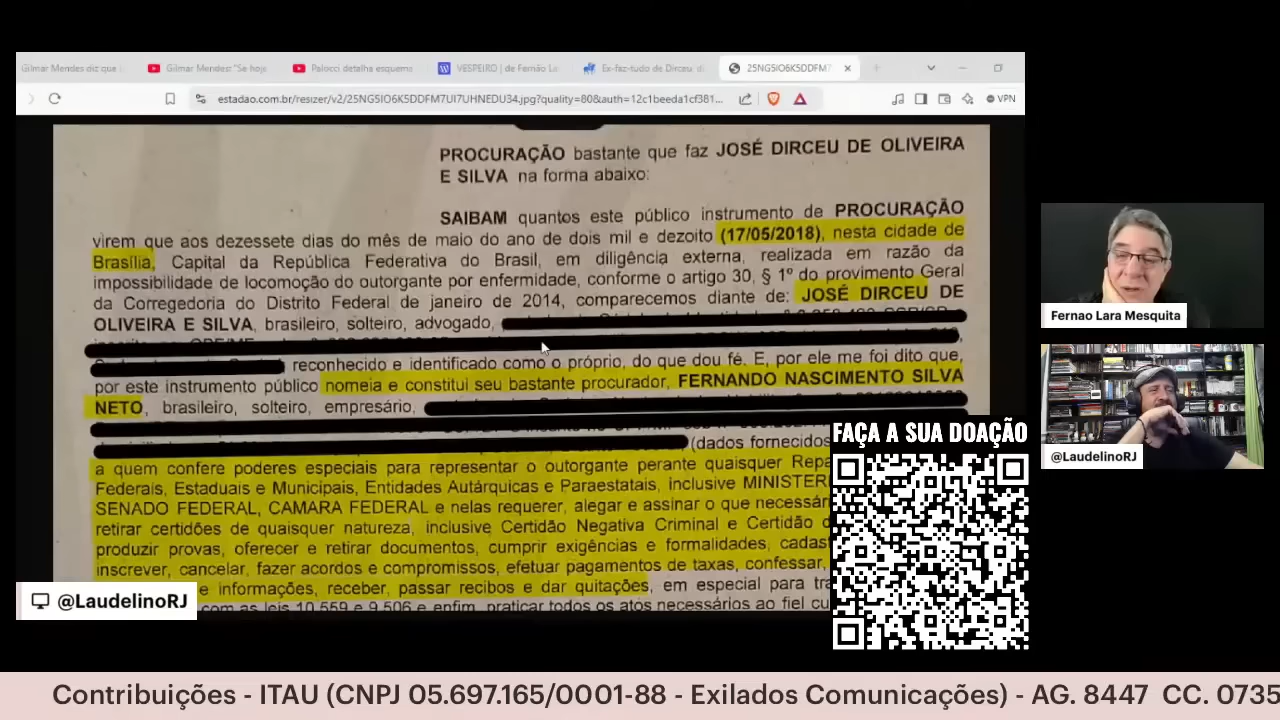 Gilmar Mendes diz que
Gilmar Mendes: "Se hoje
Palocci detalha esquema
VESPEIRO | de Fernão La
Ex-faz-tudo de Dirceu di
25NG5IO6K5DDFM7
estadao.com.br/resizer/v2/25NG5IO6K5DDFM7UI7UHNEDU34.jpg?quality=80&auth=12c1beeda1cf381...
VPN
PROCURAÇÃO bastante que faz JOSÉ DIRCEU DE OLIVEIRA
E SILVA na forma abaixo:
SAIBAM quantos este público instrumento de PROCURAÇÃO
virem que aos dezessete dias do mês de maio do ano de dois mil e dezoito (17/05/2018), nesta cidade de
Brasília, Capital da República Federativa do Brasil, em diligência externa, realizada em razão da
impossibilidade de locomoção do outorgante por enfermidade, conforme o artigo 30, § 1º do provimento Geral
da Corregedoria do Distrito Federal de janeiro de 2014, comparecemos diante de: JOSÉ DIRCEU DE
OLIVEIRA E SILVA, brasileiro, solteiro, advogado,
reconhecido e identificado como o próprio, do que dou fé. E, por ele me foi dito que,
por este instrumento público nomeia e constitui seu bastante procurador, FERNANDO NASCIMENTO SILVA
NETO, brasileiro, solteiro, empresário,
(dados fornecidos
a quem confere poderes especiais para representar o outorgante perante quaisquer Repa
Federais, Estaduais e Municipais, Entidades Autárquicas e Paraestatais, inclusive MINISTERI
SENADO FEDERAL, CAMARA FEDERAL e nelas requerer, alegar e assinar o que necessári
retirar certidões de quaisquer natureza, inclusive Certidão Negativa Criminal e Certidão d
produzir provas, oferecer e retirar documentos, cumprir exigências e formalidades, cadas
inscrever, cancelar, fazer acordos e compromissos, efetuar pagamentos de taxas, confessar,
e informações, receber, passar recibos e dar quitações, em especial para tra
com as leis 10.559 e 9.506 e enfim, praticar todos os atos necessários ao fiel cu
@LaudelinoRJ
FAÇA A SUA DOAÇÃO
Fernao Lara Mesquita
@LaudelinoRJ
Contribuições - ITAU (CNPJ 05.697.165/0001-88 - Exilados Comunicações) - AG. 8447 CC. 0735